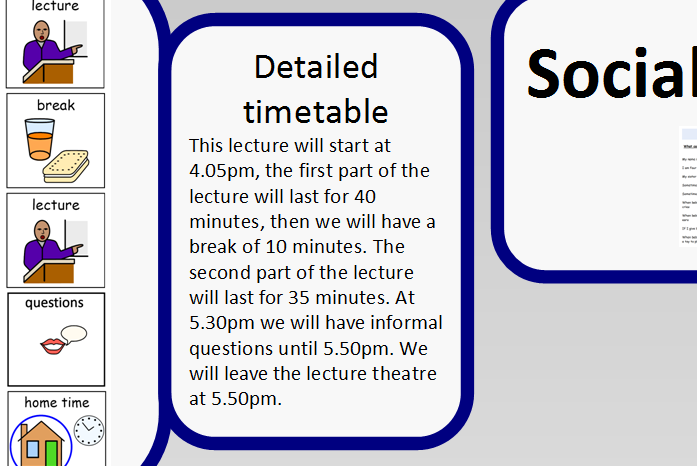 lecture
break
lecture
questions
home time
Detailed
timetable
This lecture will start at
4.05pm, the first part of the
lecture will last for 40
minutes, then we will have a
break of 10 minutes. The
second part of the lecture
will last for 35 minutes. At
5.30pm we will have informal
questions until 5.50pm. We
will leave the lecture theatre
at 5.50pm.
Social